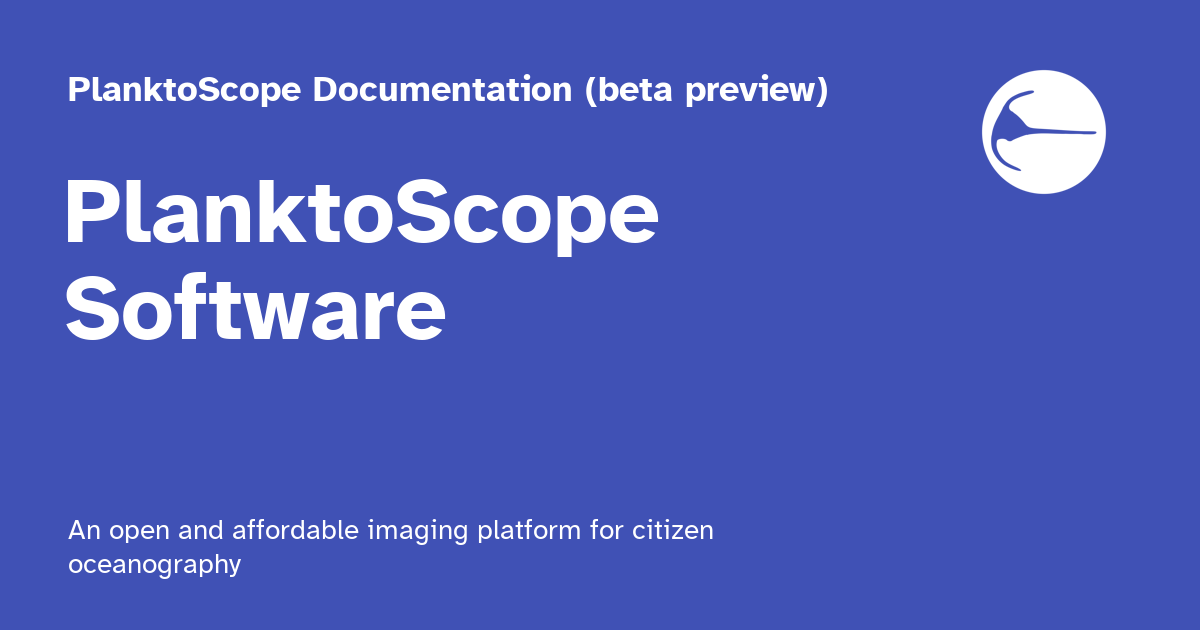 PlanktoScope Documentation (beta preview)
PlanktoScope
Software
An open and affordable imaging platform for citizen
oceanography